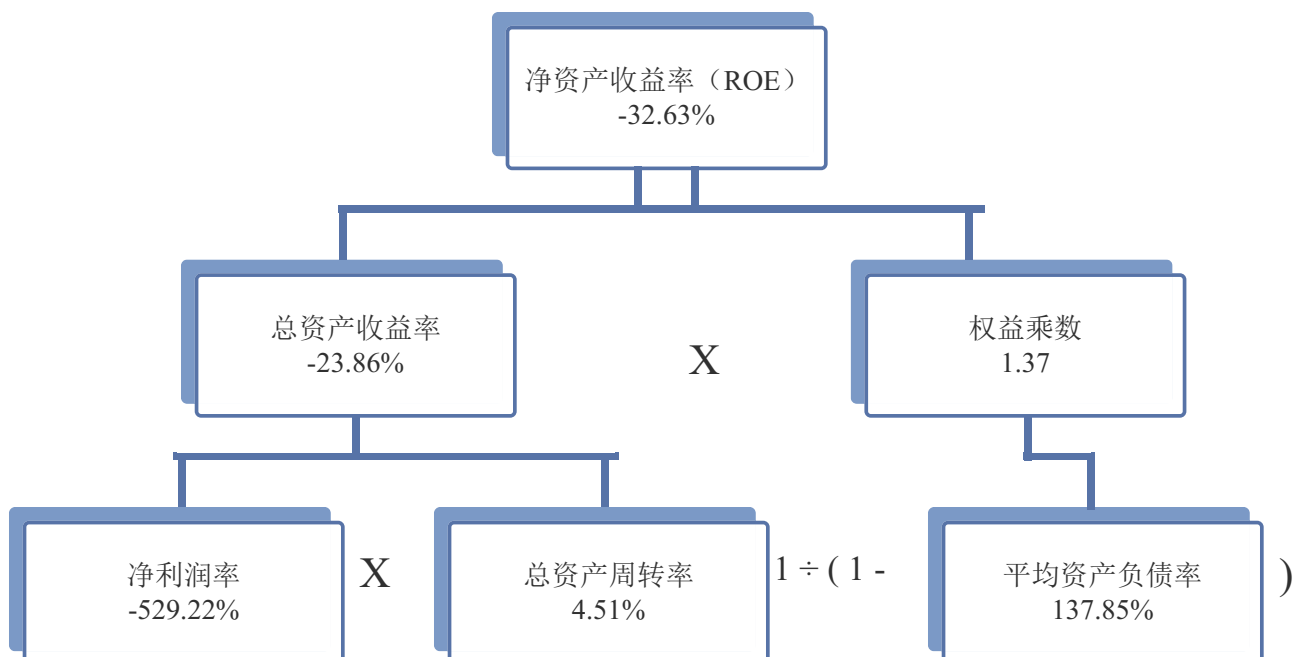 净资产收益率（ROE）
-32.63%
总资产收益率
-23.86%
X
权益乘数
1.37
净利润率
-529.22%
X
总资产周转率
4.51%
1 ÷ ( 1 -
平均资产负债率
137.85%
)